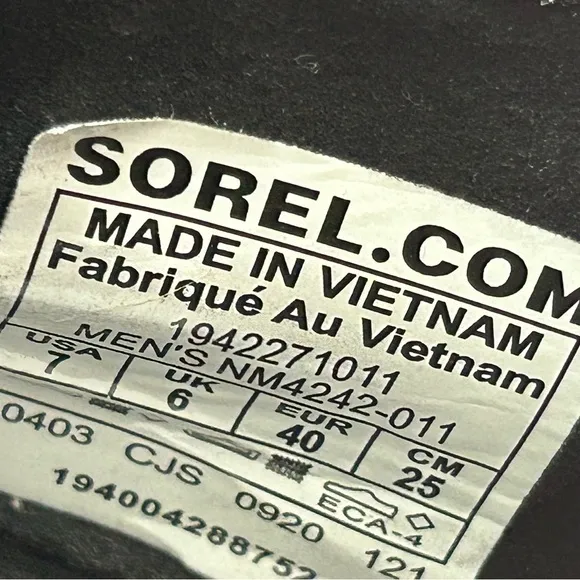 SOREL.COM
MADE IN VIETNAM
Fabriqué Au Vietnam
1942271011
MEN'S NM4242-011
USA UK EUR CM
7 6 40 25
0403 CJS 0920 ECA-4
194004288752 121